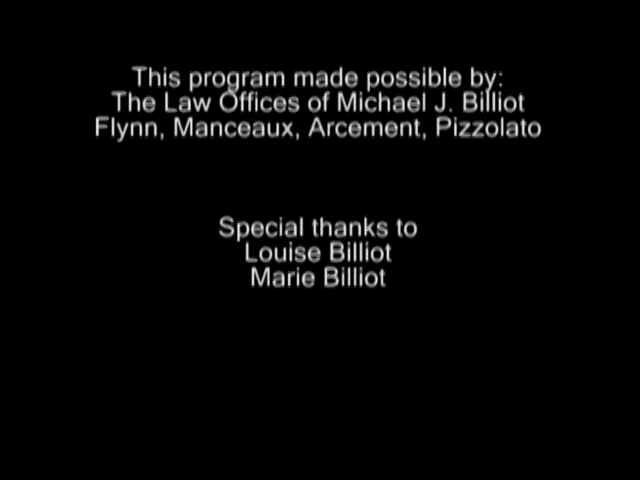 This program made possible by:
The Law Offices of Michael J. Billiot
Flynn, Manceaux, Arcement, Pizzolato
Special thanks to
Louise Billiot
Marie Billiot